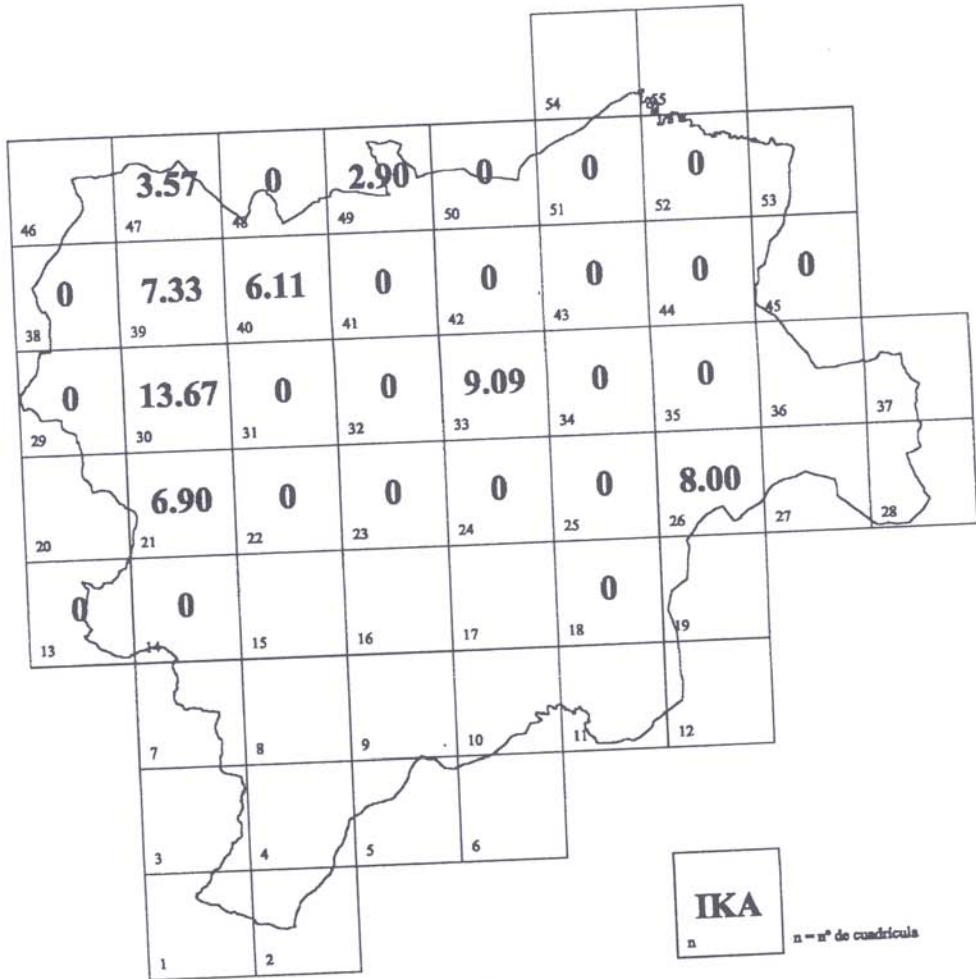 54 55
3.57 0 2.90 0 0 0
46 47 48 49 50 51 52 53
0 7.33 6.11 0 0 0 0 0
38 39 40 41 42 43 44 45
0 13.67 0 0 9.09 0 0
29 30 31 32 33 34 35 36 37
6.90 0 0 0 0 8.00
20 21 22 23 24 25 26 27 28
0 0 0
13 14 15 16 17 18 19
7 8 9 10 11 12
3 4 5 6
1 2
IKA
n
n = nº de cuadrícula